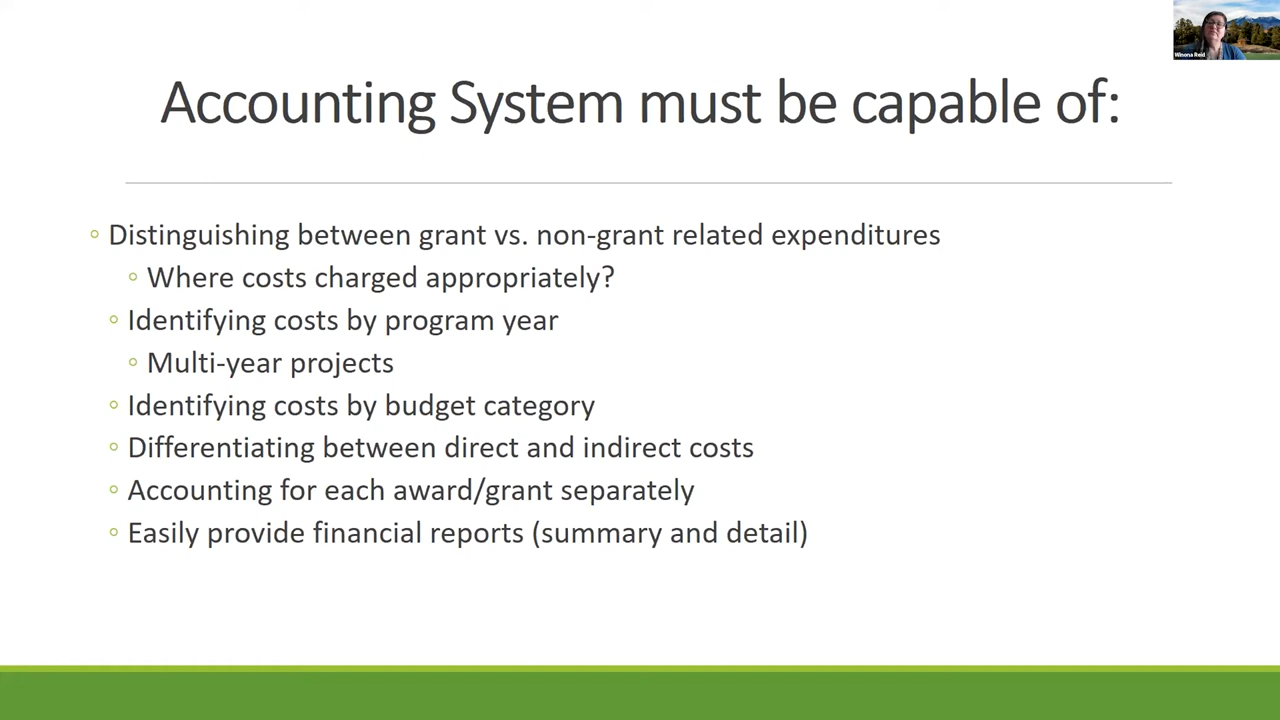 Winona Reid
Accounting System must be capable of:
Distinguishing between grant vs. non-grant related expenditures
Where costs charged appropriately?
Identifying costs by program year
Multi-year projects
Identifying costs by budget category
Differentiating between direct and indirect costs
Accounting for each award/grant separately
Easily provide financial reports (summary and detail)